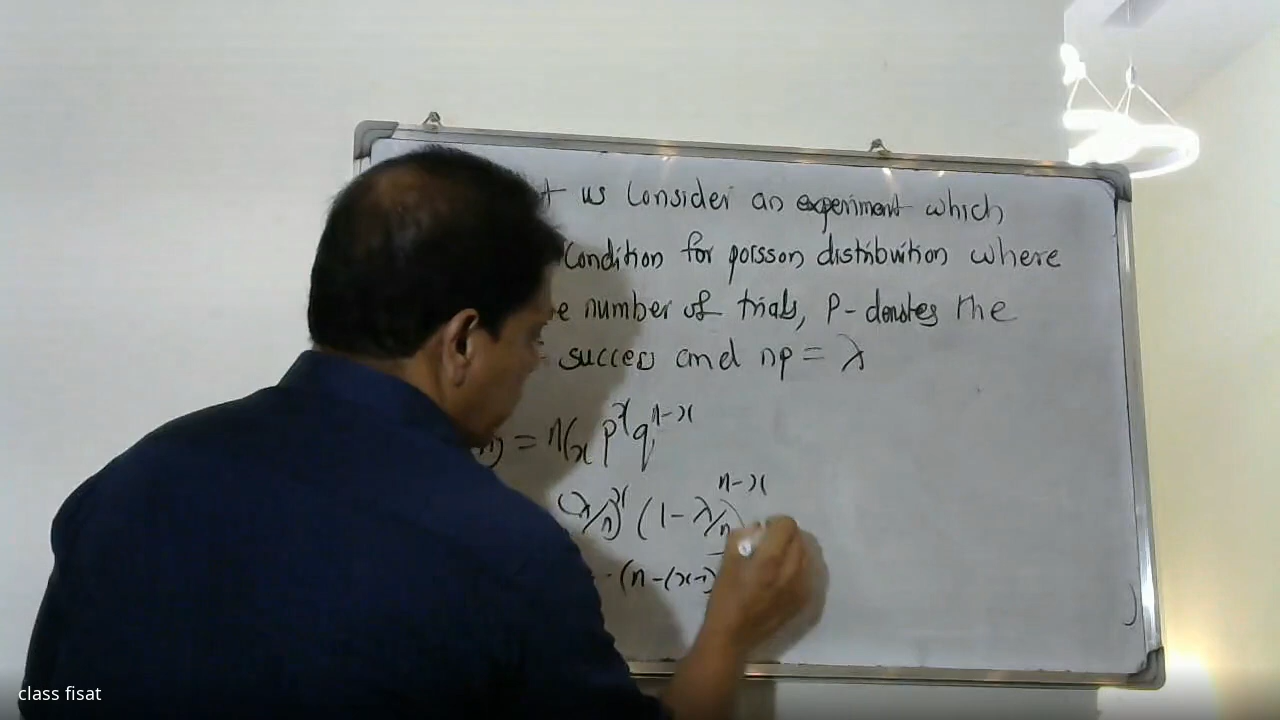 us Consider an experiment which
Condition for poisson distribution where
number of trials, P- denotes the
success and np = λ
= nCx p^x q^n-x
(λ/n)^x (1-λ/n)^n-x
(n-(x-1)
class fisat